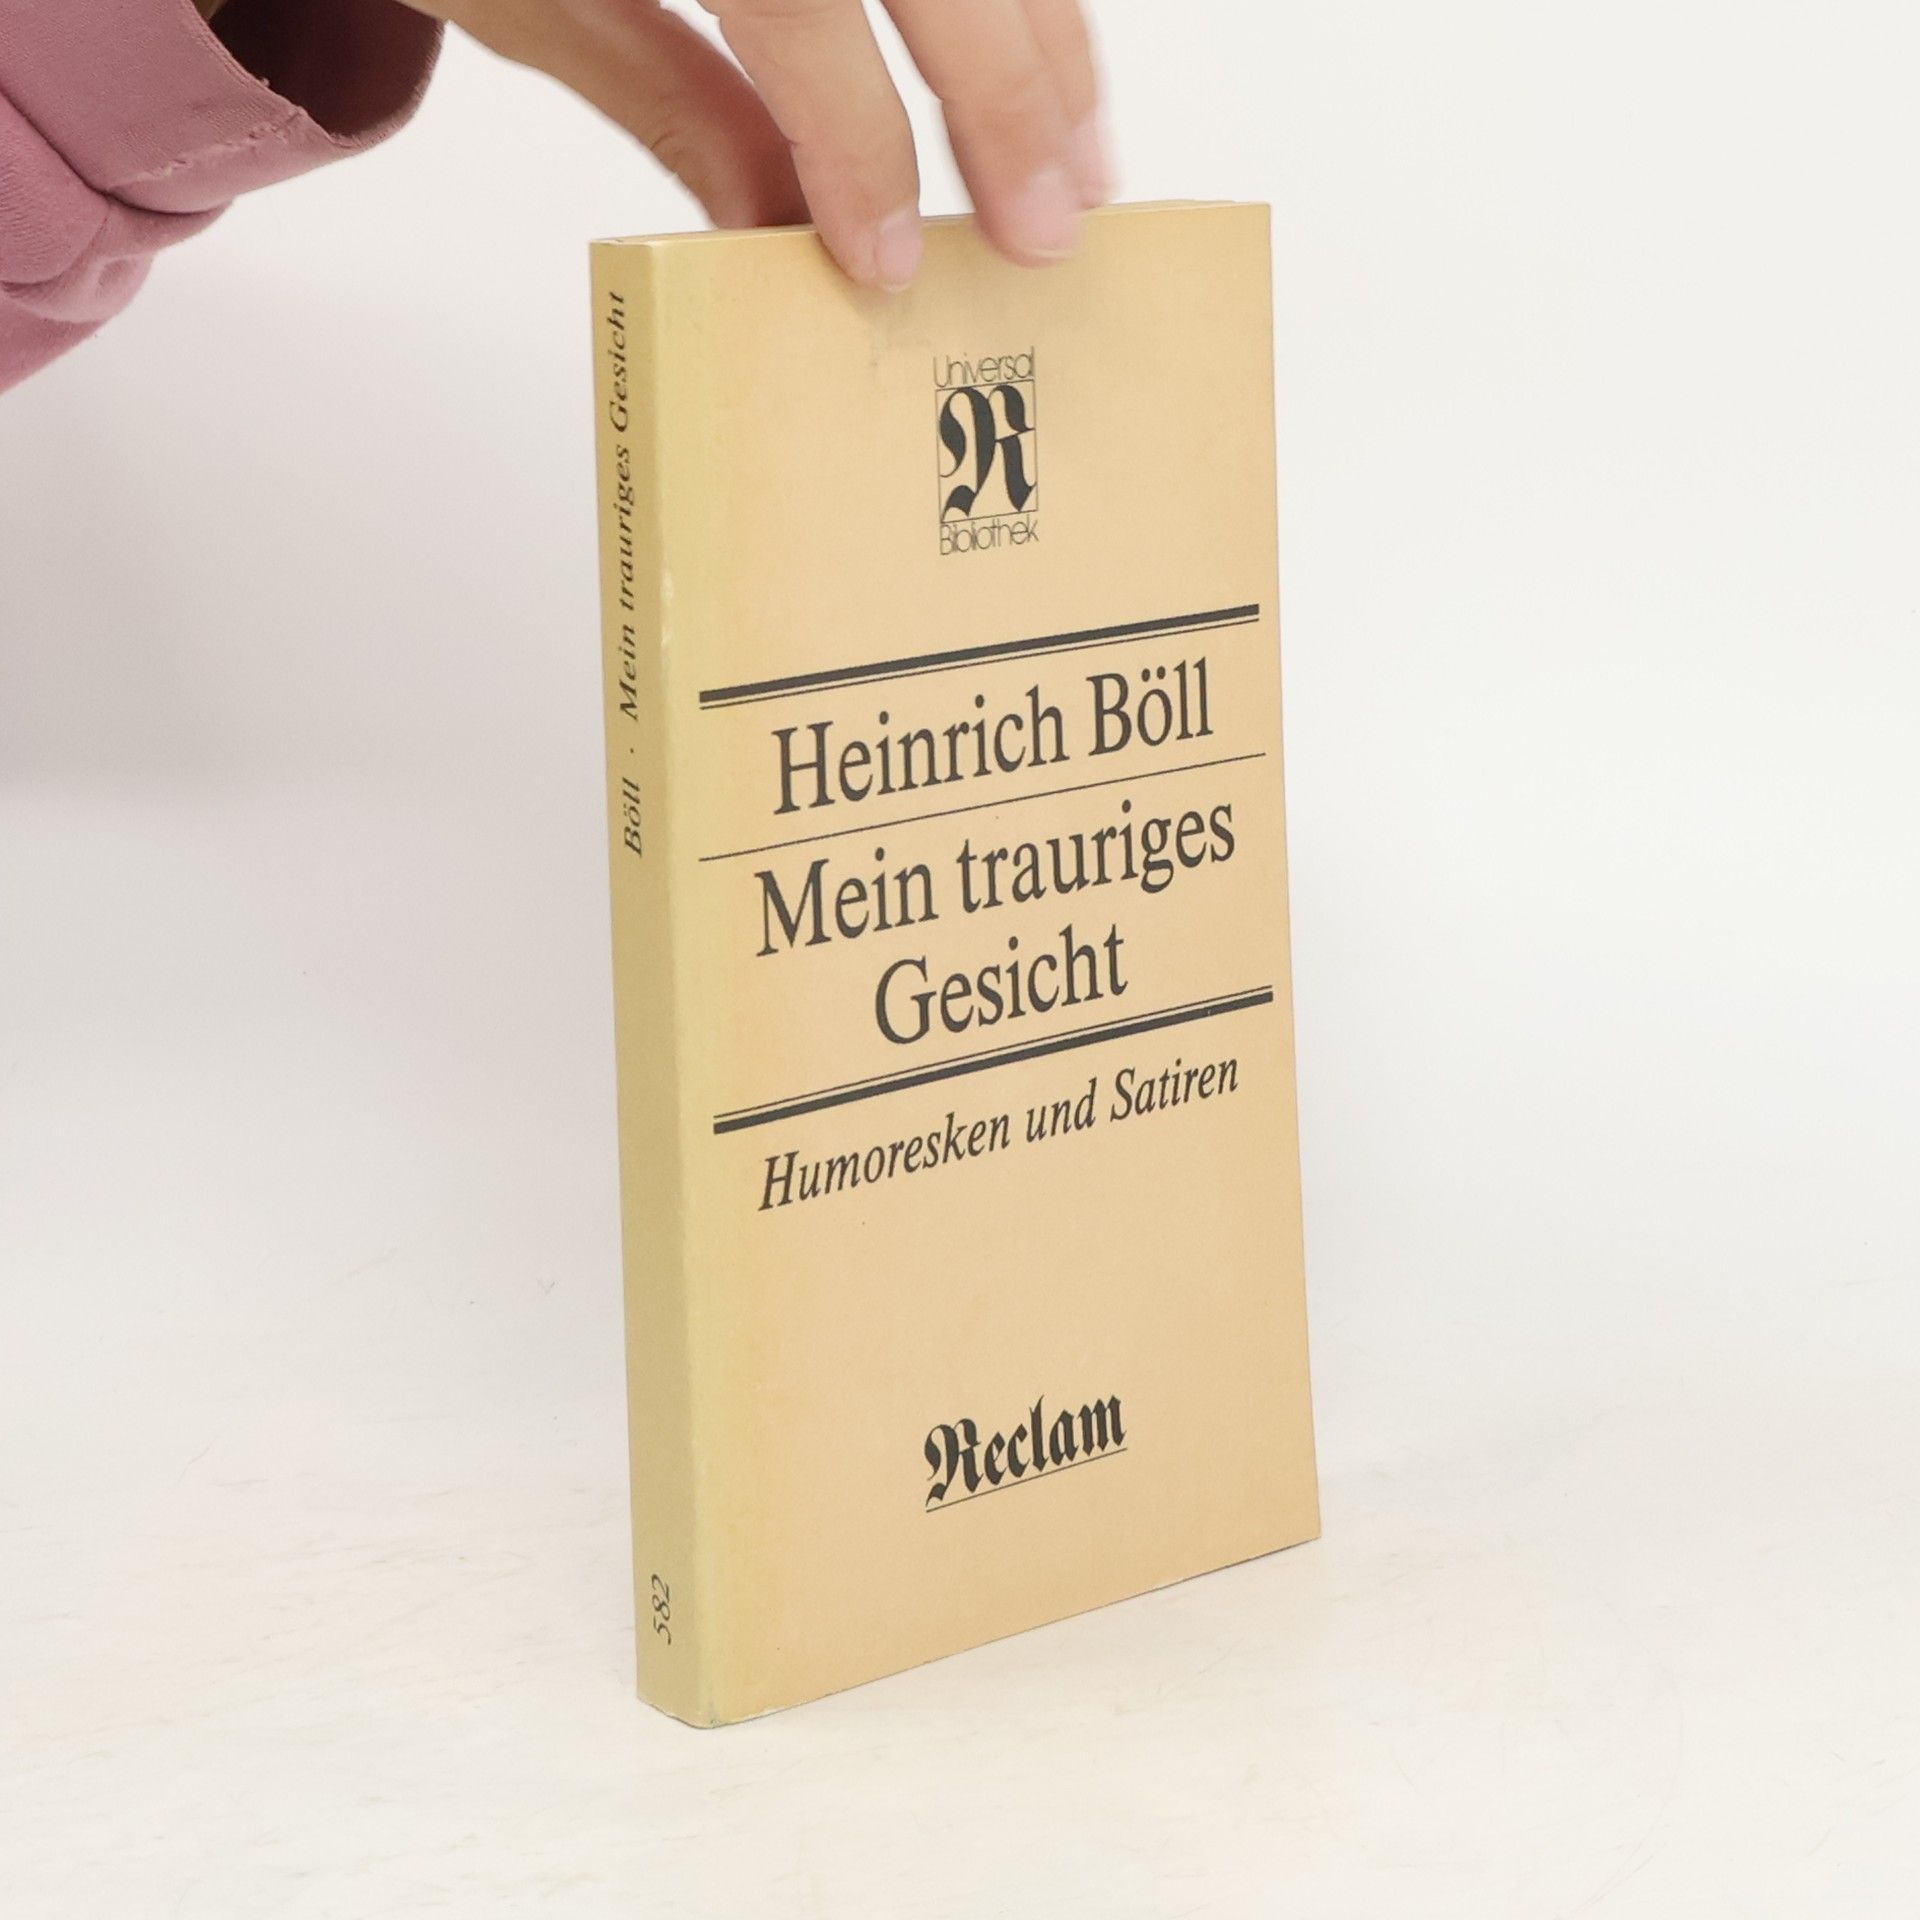 Böll · Mein trauriges Gesicht
582
Universal
R
Bibliothek
Heinrich Böll
Mein trauriges
Gesicht
Humoresken und Satiren
Reclam